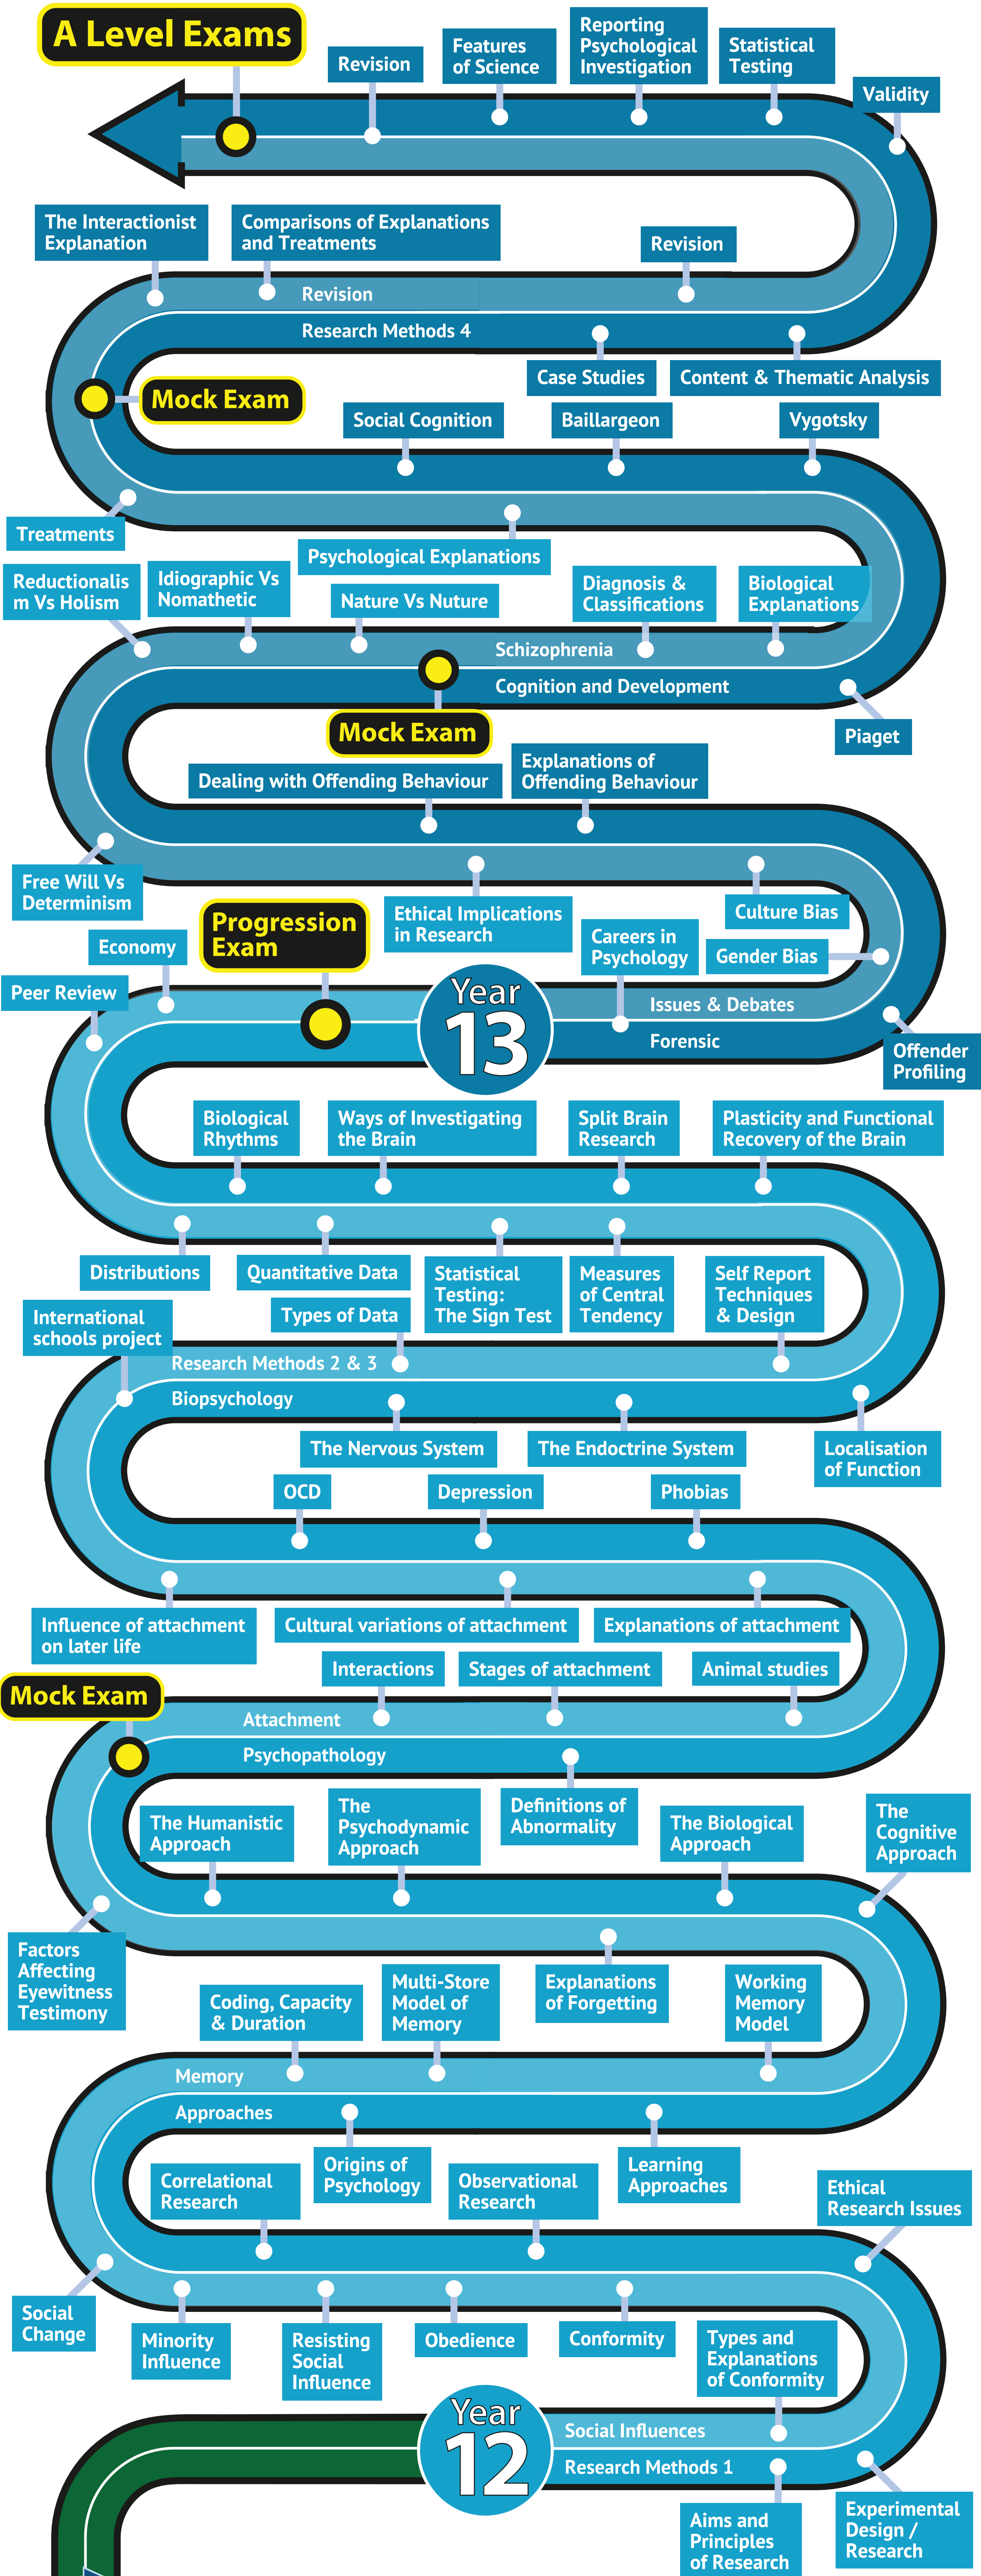 A Level Exams
Revision
Features
of Science
Reporting
Psychological
Investigation
Statistical
Testing
Validity
The Interactionist
Explanation
Comparisons of Explanations
and Treatments
Revision
Revision
Research Methods 4
Case Studies
Content & Thematic Analysis
Mock Exam
Social Cognition
Baillargeon
Vygotsky
Treatments
Psychological Explanations
Reductionalis
m Vs Holism
Idiographic Vs
Nomathetic
Nature Vs Nuture
Diagnosis &
Classifications
Biological
Explanations
Schizophrenia
Cognition and Development
Mock Exam
Piaget
Dealing with Offending Behaviour
Explanations of
Offending Behaviour
Free Will Vs
Determinism
Ethical Implications
in Research
Culture Bias
Progression
Exam
Economy
Careers in
Psychology
Gender Bias
Peer Review
Year
13
Issues & Debates
Forensic
Offender
Profiling
Biological
Rhythms
Ways of Investigating
the Brain
Split Brain
Research
Plasticity and Functional
Recovery of the Brain
Distributions
Quantitative Data
Statistical
Testing:
The Sign Test
Measures
of Central
Tendency
Self Report
Techniques
& Design
International
schools project
Types of Data
Research Methods 2 & 3
Biopsychology
The Nervous System
The Endoctrine System
Localisation
of Function
OCD
Depression
Phobias
Influence of attachment
on later life
Cultural variations of attachment
Explanations of attachment
Interactions
Stages of attachment
Animal studies
Mock Exam
Attachment
Psychopathology
The Humanistic
Approach
The
Psychodynamic
Approach
Definitions of
Abnormality
The Biological
Approach
The
Cognitive
Approach
Factors
Affecting
Eyewitness
Testimony
Coding, Capacity
& Duration
Multi-Store
Model of
Memory
Explanations
of Forgetting
Working
Memory
Model
Memory
Approaches
Correlational
Research
Origins of
Psychology
Observational
Research
Learning
Approaches
Ethical
Research Issues
Social
Change
Minority
Influence
Resisting
Social
Influence
Obedience
Conformity
Types and
Explanations
of Conformity
Year
12
Social Influences
Research Methods 1
Aims and
Principles
of Research
Experimental
Design /
Research